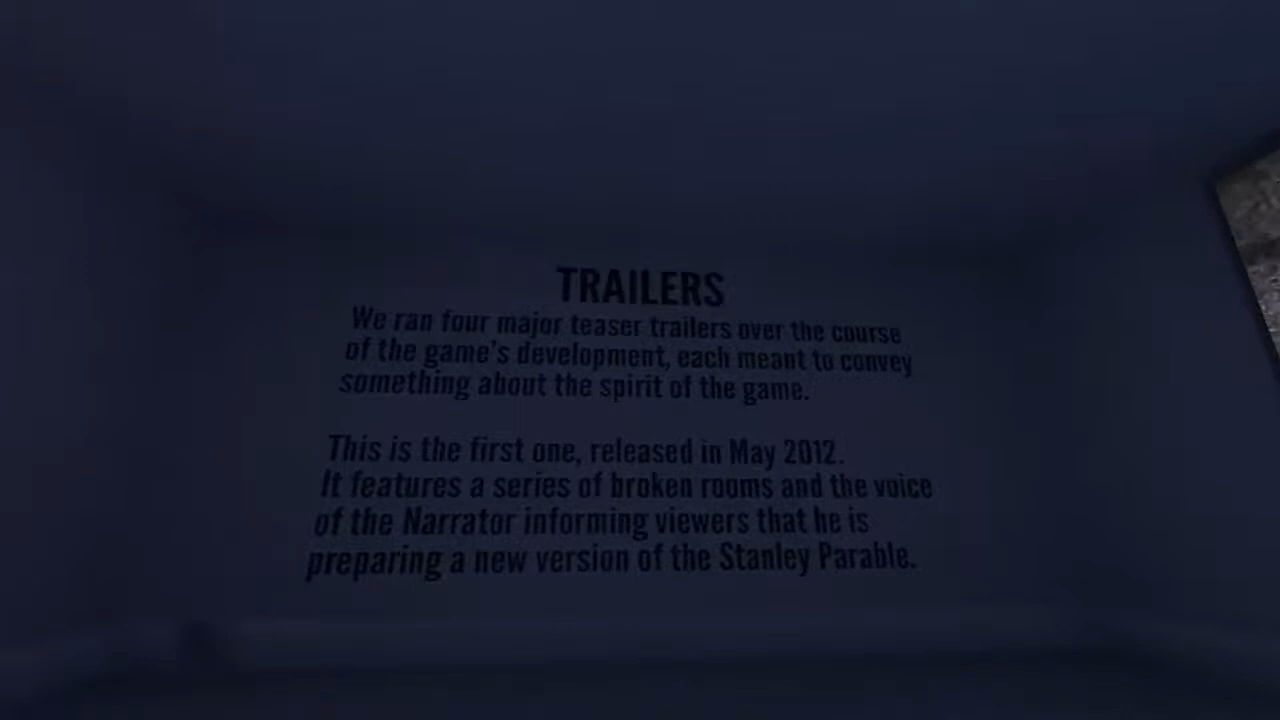 TRAILERS
We ran four major teaser trailers over the course
of the game's development, each meant to convey
something about the spirit of the game.
This is the first one, released in May 2012.
It features a series of broken rooms and the voice
of the Narrator informing viewers that he is
preparing a new version of the Stanley Parable.